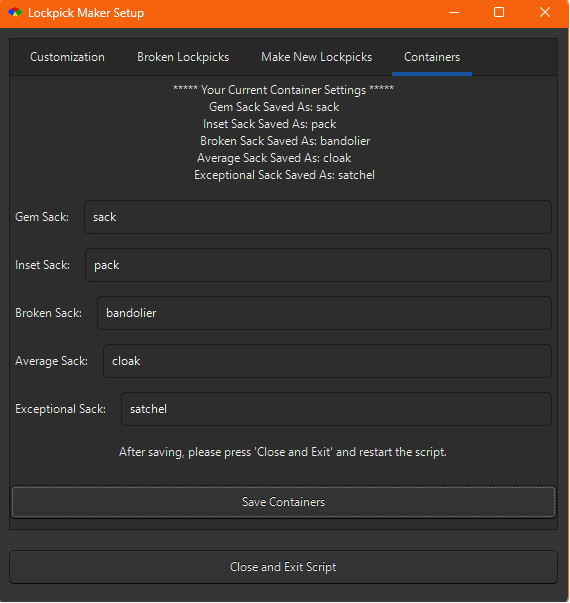 Lockpick Maker Setup
Customization Broken Lockpicks Make New Lockpicks Containers
***** Your Current Container Settings *****
Gem Sack Saved As: sack
Inset Sack Saved As: pack
Broken Sack Saved As: bandolier
Average Sack Saved As: cloak
Exceptional Sack Saved As: satchel
Gem Sack: sack
Inset Sack: pack
Broken Sack: bandolier
Average Sack: cloak
Exceptional Sack: satchel
After saving, please press 'Close and Exit' and restart the script.
Save Containers
Close and Exit Script